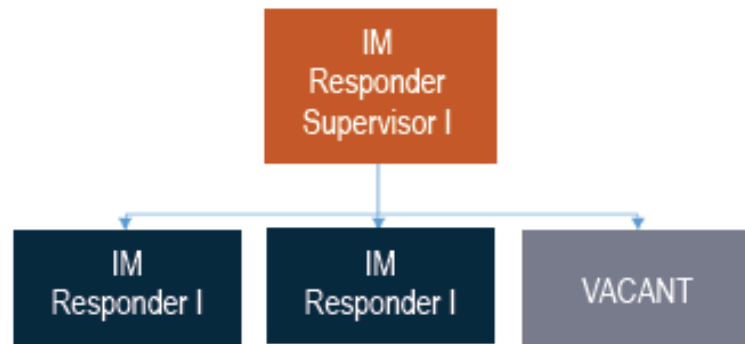 IM
Responder
Supervisor I
IM
Responder I
IM
Responder I
VACANT